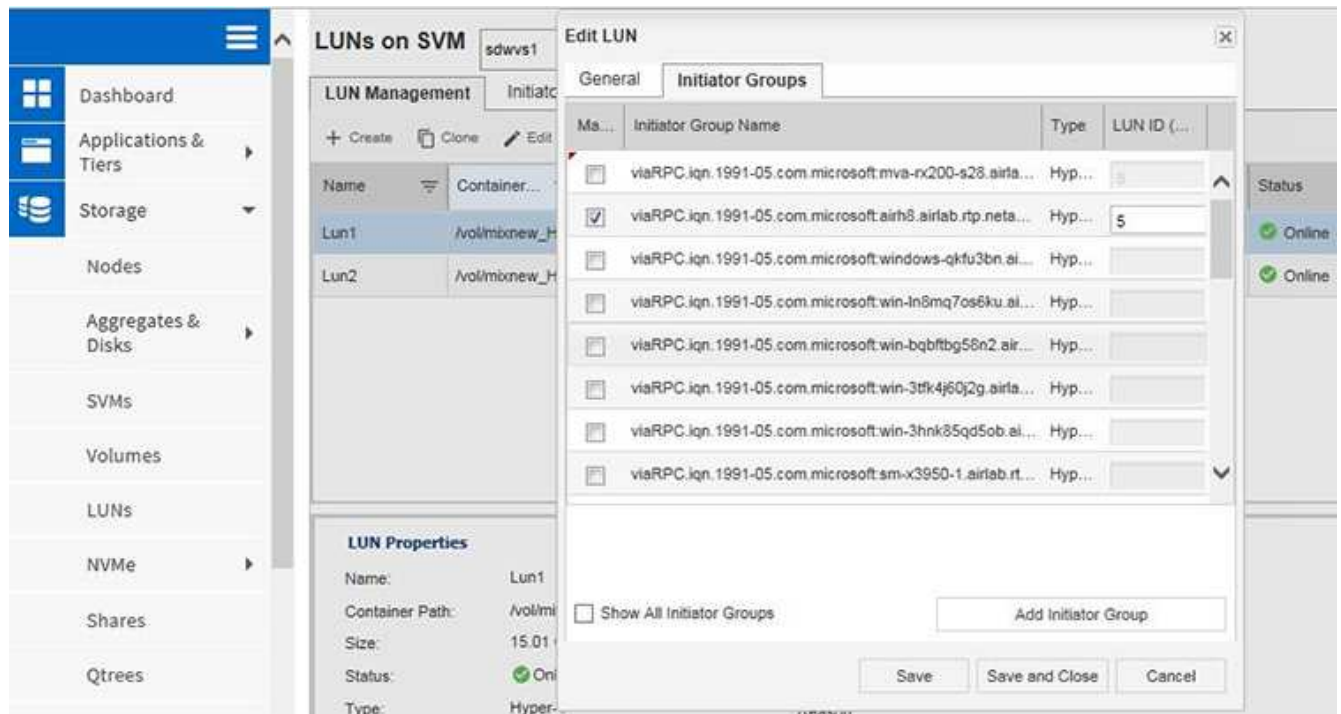 LUNs on SVM
sdwvs1
Dashboard
Applications &
Tiers
Storage
Nodes
Aggregates &
Disks
SVMs
Volumes
LUNs
NVMe
Shares
Qtrees
LUN Management
Initiato
+ Create
Clone
Edit
Name
Container...
Status
Lun1
/vol/mixnew_H
Online
Lun2
/vol/mixnew_H
Online
LUN Properties
Name:
Lun1
Container Path:
/vol/mi
Size:
15.01
Status:
Onl
Type:
Hyper-
Edit LUN
General
Initiator Groups
Ma...
Initiator Group Name
Type
LUN ID (...
viaRPC.iqn.1991-05.com.microsoft:mva-rx200-s28.airla...
Hyp...
viaRPC.iqn.1991-05.com.microsoft:airh8.airlab.rtp.neta...
Hyp...
5
viaRPC.iqn.1991-05.com.microsoft:windows-qkfu3bn.ai...
Hyp...
viaRPC.iqn.1991-05.com.microsoft:win-ln8mq7os6ku.ai...
Hyp...
viaRPC.iqn.1991-05.com.microsoft:win-bqbftbg58n2.air...
Hyp...
viaRPC.iqn.1991-05.com.microsoft:win-3tfk4j60j2g.airla...
Hyp...
viaRPC.iqn.1991-05.com.microsoft:win-3hnk85qd5ob.ai...
Hyp...
viaRPC.iqn.1991-05.com.microsoft:sm-x3950-1.airlab.rt...
Hyp...
Show All Initiator Groups
Add Initiator Group
Save
Save and Close
Cancel